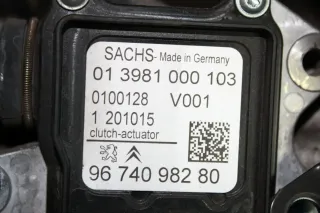 SACHS- Made in Germany
01 3981 000 103
0100128 V001
1 201015
clutch-actuator
96 740 982 80